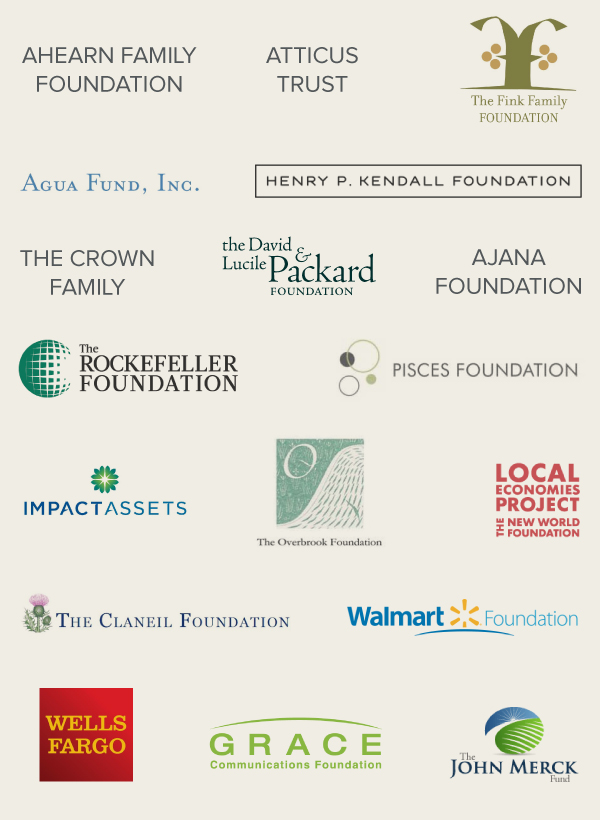 AHEARN FAMILY
FOUNDATION
ATTICUS
TRUST
The Fink Family
FOUNDATION
AGUA FUND, INC.
HENRY P. KENDALL FOUNDATION
THE CROWN
FAMILY
the David &
Lucile Packard
FOUNDATION
AJANA
FOUNDATION
The
ROCKEFELLER
FOUNDATION
PISCES FOUNDATION
IMPACTASSETS
The Overbrook Foundation
LOCAL
ECONOMIES
PROJECT
THE NEW WORLD
FOUNDATION
THE CLANEIL FOUNDATION
Walmart Foundation
WELLS
FARGO
GRACE
Communications Foundation
The
JOHN MERCK
Fund